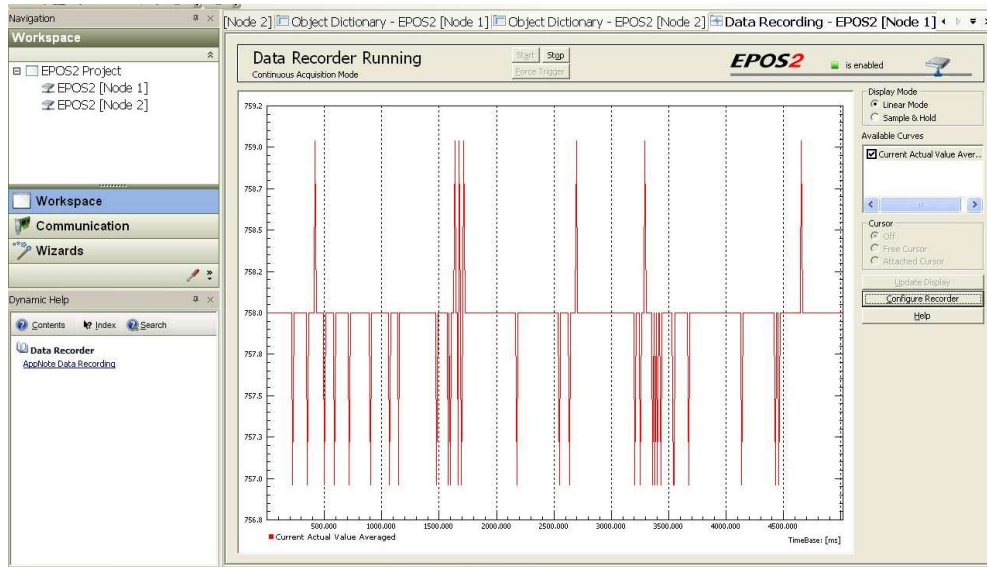 Navigation
Workspace
EPOS2 Project
EPOS2 [Node 1]
EPOS2 [Node 2]
Workspace
Communication
Wizards
Dynamic Help
Contents Index Search
Data Recorder
AppNote Data Recording
[Node 2] Object Dictionary - EPOS2 [Node 1] Object Dictionary - EPOS2 [Node 2] Data Recording - EPOS2 [Node 1]
Data Recorder Running
Continuous Acquisition Mode
Start Stop
Force Trigger
EPOS2 is enabled
759.2
759.0
758.7
758.5
758.2
758.0
757.8
757.5
757.3
757.0
756.8
500.000 1000.000 1500.000 2000.000 2500.000 3000.000 3500.000 4000.000 4500.000
Current Actual Value Averaged
TimeBase: [ms]
Display Mode
Linear Mode
Sample & Hold
Available Curves
Current Actual Value Aver..
Cursor
Off
Free Cursor
Attached Cursor
Update Display
Configure Recorder
Help